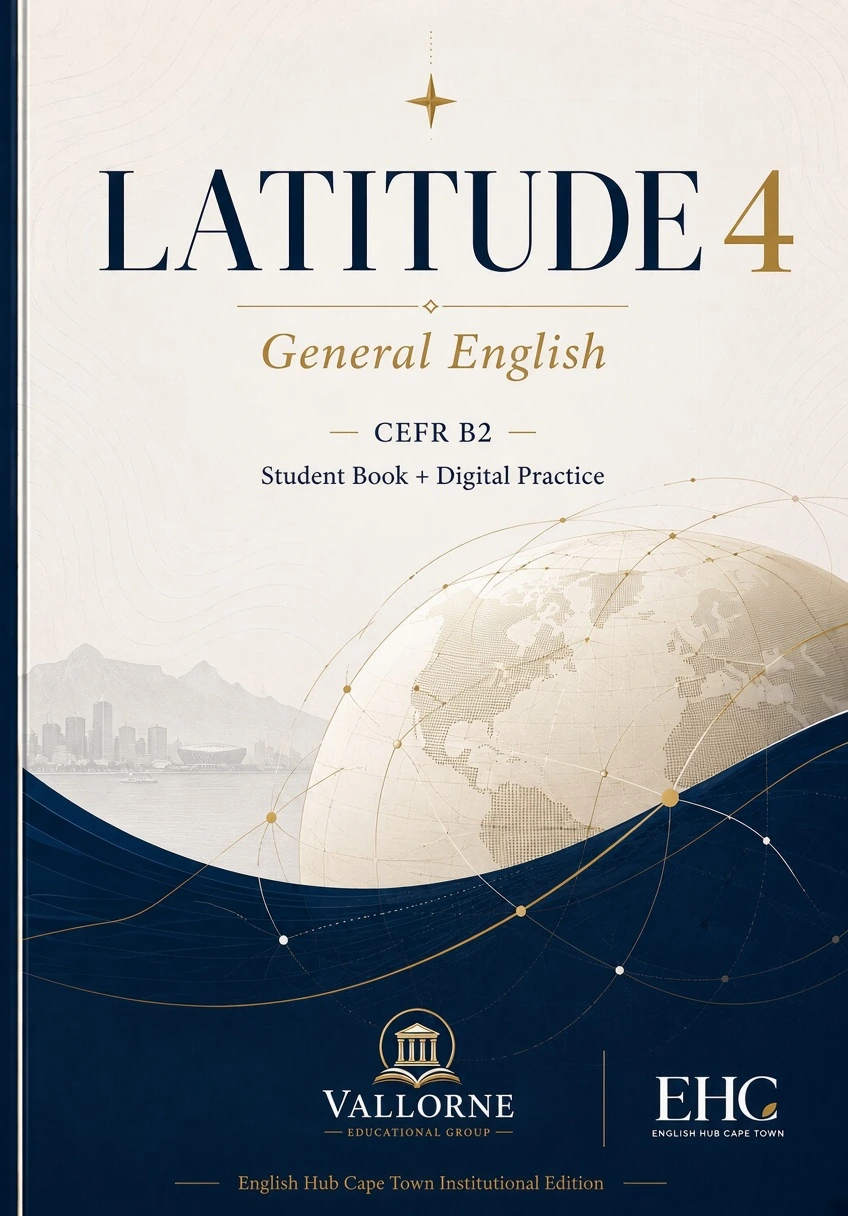 LATITUDE 4
General English
CEFR B2
Student Book + Digital Practice
VALLORNE
EDUCATIONAL GROUP
EHC
ENGLISH HUB CAPE TOWN
English Hub Cape Town Institutional Edition